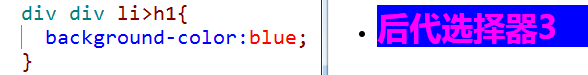 div div li>h1{
background-color:blue;
}
后代选择器3